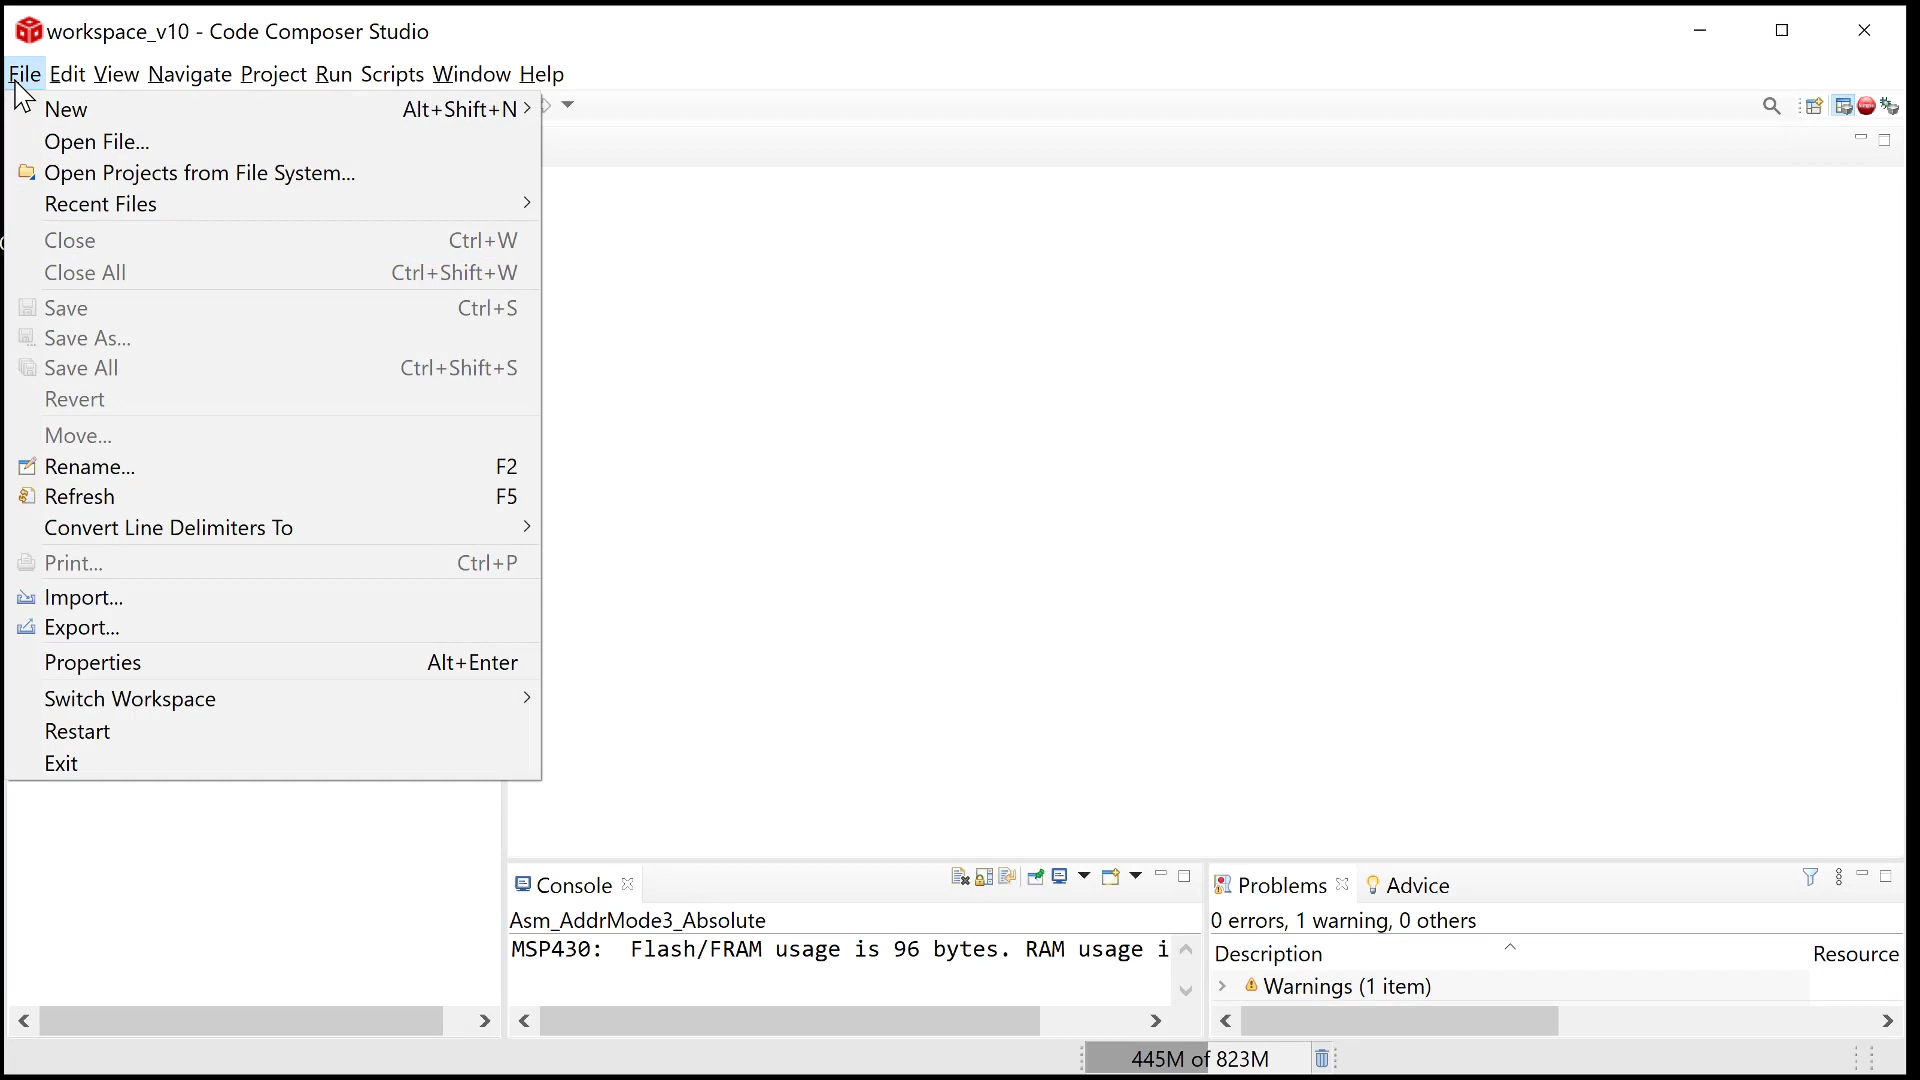 workspace_v10 - Code Composer Studio
File Edit View Navigate Project Run Scripts Window Help
New Alt+Shift+N
Open File...
Open Projects from File System...
Recent Files
Close Ctrl+W
Close All Ctrl+Shift+W
Save Ctrl+S
Save As...
Save All Ctrl+Shift+S
Revert
Move...
Rename... F2
Refresh F5
Convert Line Delimiters To
Print... Ctrl+P
Import...
Export...
Properties Alt+Enter
Switch Workspace
Restart
Exit
Console
Asm_AddrMode3_Absolute
MSP430: Flash/FRAM usage is 96 bytes. RAM usage i
Problems Advice
0 errors, 1 warning, 0 others
Description Resource
Warnings (1 item)
445M of 823M